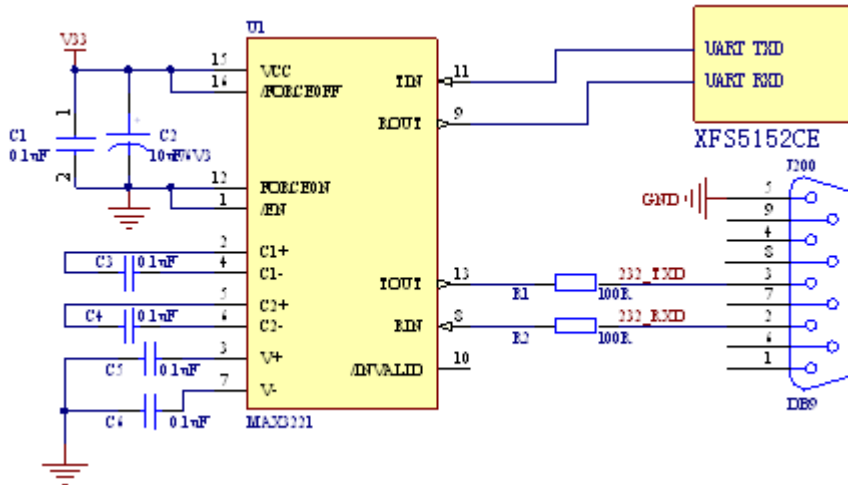 U1
V33
15
VCC
16
/FORCEOFF
TIN
11
ROUT
9
UART TXD
UART RXD
XFS5152CE
1
C1
0.1uF
2
C2
12
FORCEON
1
/EN
2
C1+
C3
0.1uF
4
C1-
5
C2+
C4
0.1uF
6
C2-
3
V+
C5
0.1uF
7
V-
C6
0.1uF
MAX3221
TOUT
13
R1
100R
232_TXD
RIN
8
R2
100R
232_RXD
/INVALID
10
J200
GND
5
9
4
8
3
7
2
6
1
DB9